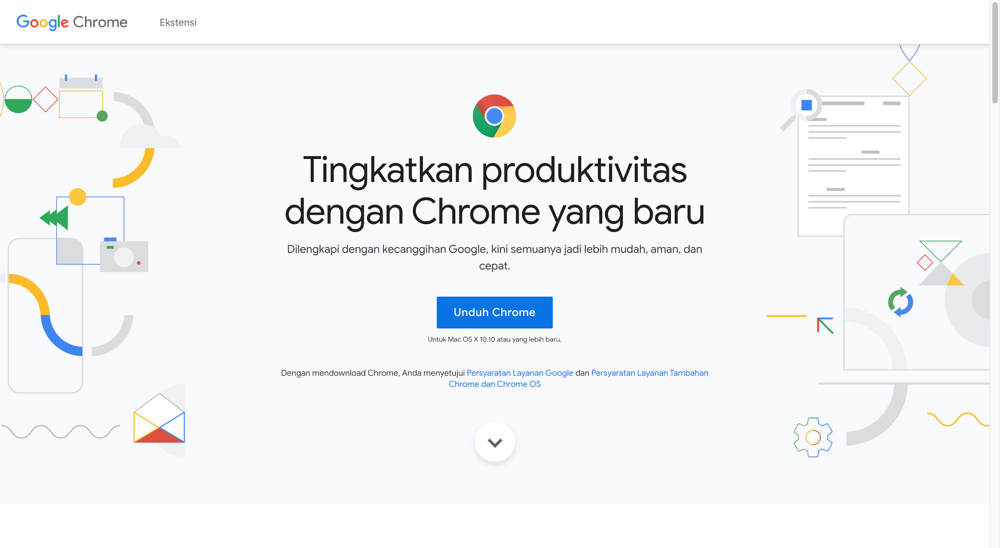 Google Chrome Ekstensi
Tingkatkan produktivitas
dengan Chrome yang baru
Dilengkapi dengan kecanggihan Google, kini semuanya jadi lebih mudah, aman, dan
cepat.
Unduh Chrome
Untuk Mac OS X 10.10 atau yang lebih baru.
Dengan mendownload Chrome, Anda menyetujui Persyaratan Layanan Google dan Persyaratan Layanan Tambahan
Chrome dan Chrome OS